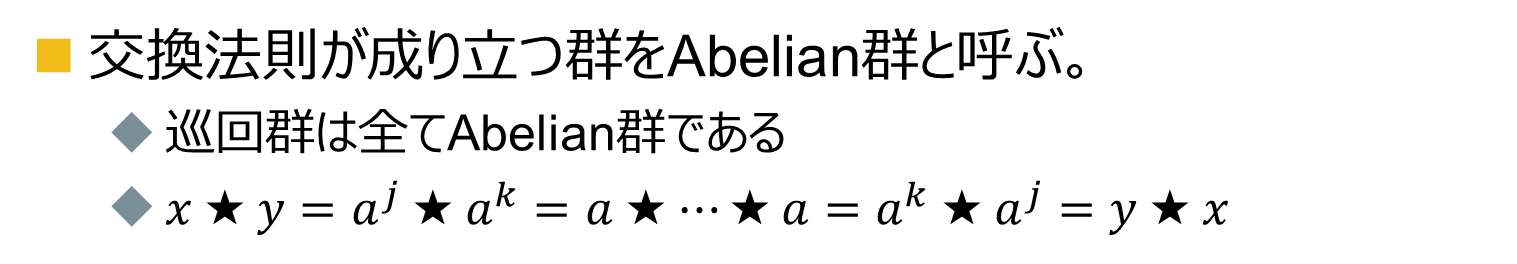 ■ 交換法則が成り立つ群をAbelian群と呼ぶ。
◆ 巡回群は全てAbelian群である
◆ x ★ y = a^j ★ a^k = a ★ ⋯ ★ a = a^k ★ a^j = y ★ x